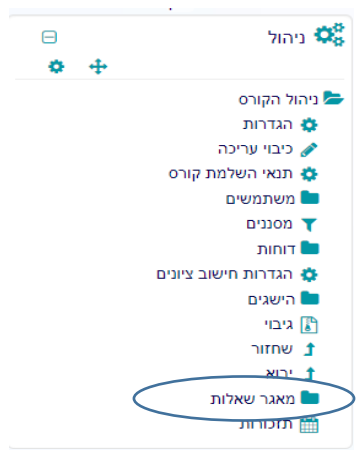 ניהול
ניהול הקורס
הגדרות
כיבוי עריכה
תנאי השלמת קורס
משתמשים
מסננים
דוחות
הגדרות חישוב ציונים
הישגים
גיבוי
שחזור
יבוא
מאגר שאלות
תזכורות